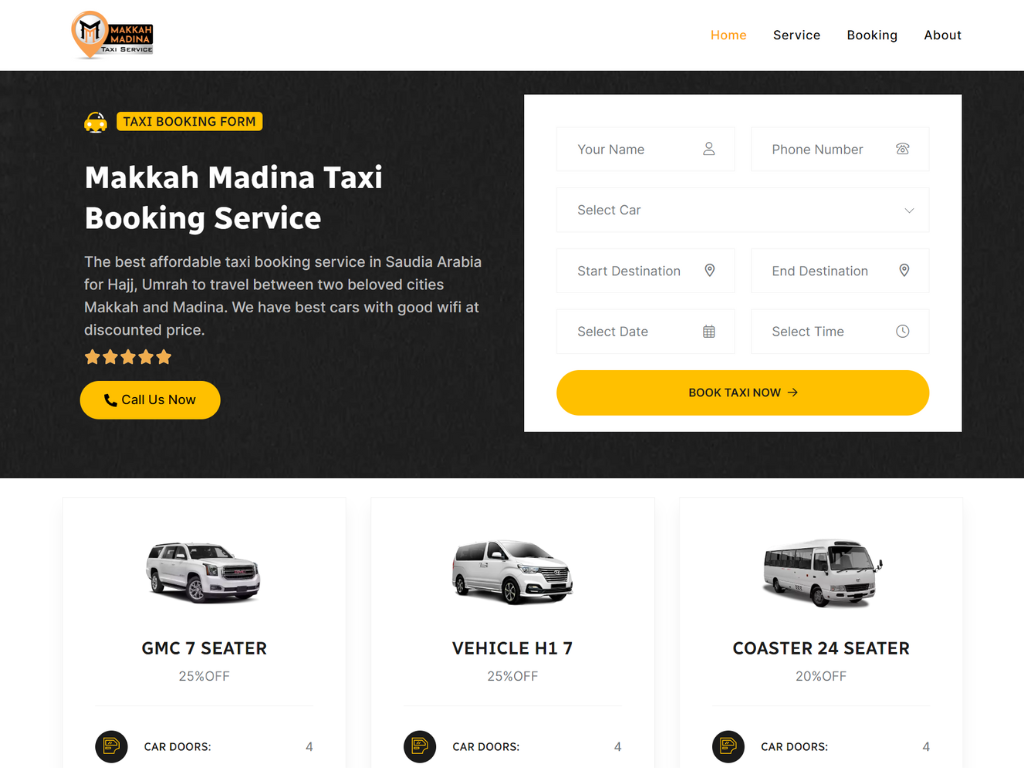 MAKKAH
MADINA
TAXI SERVICE
Home
Service
Booking
About
TAXI BOOKING FORM
Makkah Madina Taxi
Booking Service
The best affordable taxi booking service in Saudia Arabia
for Hajj, Umrah to travel between two beloved cities
Makkah and Madina. We have best cars with good wifi at
discounted price.
Call Us Now
Your Name
Phone Number
Select Car
Start Destination
End Destination
Select Date
Select Time
BOOK TAXI NOW →
GMC 7 SEATER
25%OFF
CAR DOORS: 4
VEHICLE H1 7
25%OFF
CAR DOORS: 4
COASTER 24 SEATER
20%OFF
CAR DOORS: 4